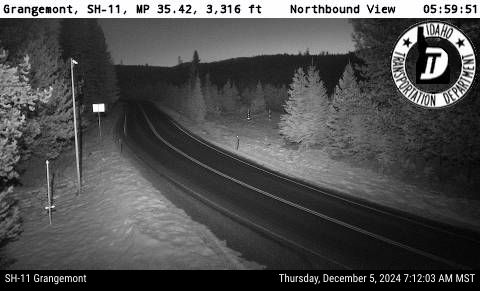 Grangemont, SH-11, MP 35.42, 3,316 ft Northbound View 05:59:51
IDAHO
TRANSPORTATION DEPARTMENT
SH-11 Grangemont Thursday, December 5, 2024 7:12:03 AM MST